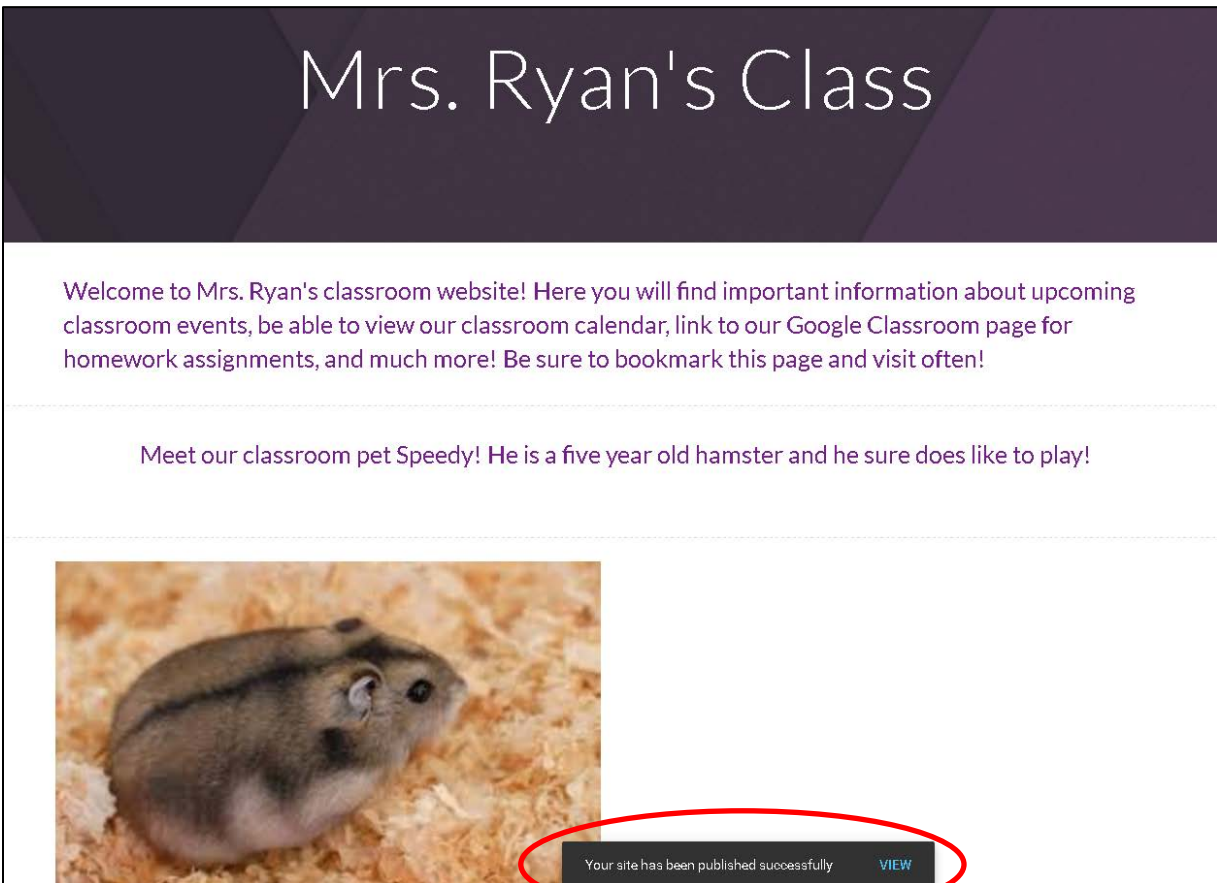 Mrs. Ryan's Class
Welcome to Mrs. Ryan's classroom website! Here you will find important information about upcoming
classroom events, be able to view our classroom calendar, link to our Google Classroom page for
homework assignments, and much more! Be sure to bookmark this page and visit often!
Meet our classroom pet Speedy! He is a five year old hamster and he sure does like to play!
Your site has been published successfully VIEW